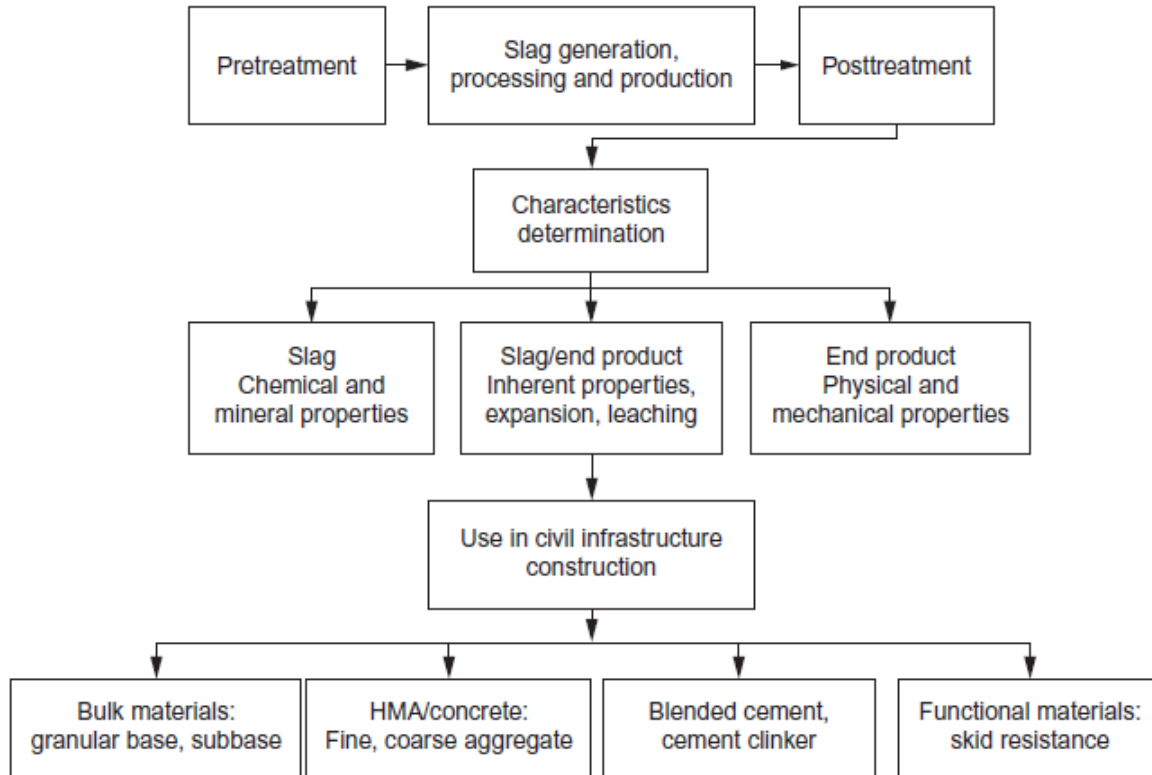 Pretreatment
Slag generation,
processing and production
Posttreatment
Characteristics
determination
Slag
Chemical and
mineral properties
Slag/end product
Inherent properties,
expansion, leaching
End product
Physical and
mechanical properties
Use in civil infrastructure
construction
Bulk materials:
granular base, subbase
HMA/concrete:
Fine, coarse aggregate
Blended cement,
cement clinker
Functional materials:
skid resistance